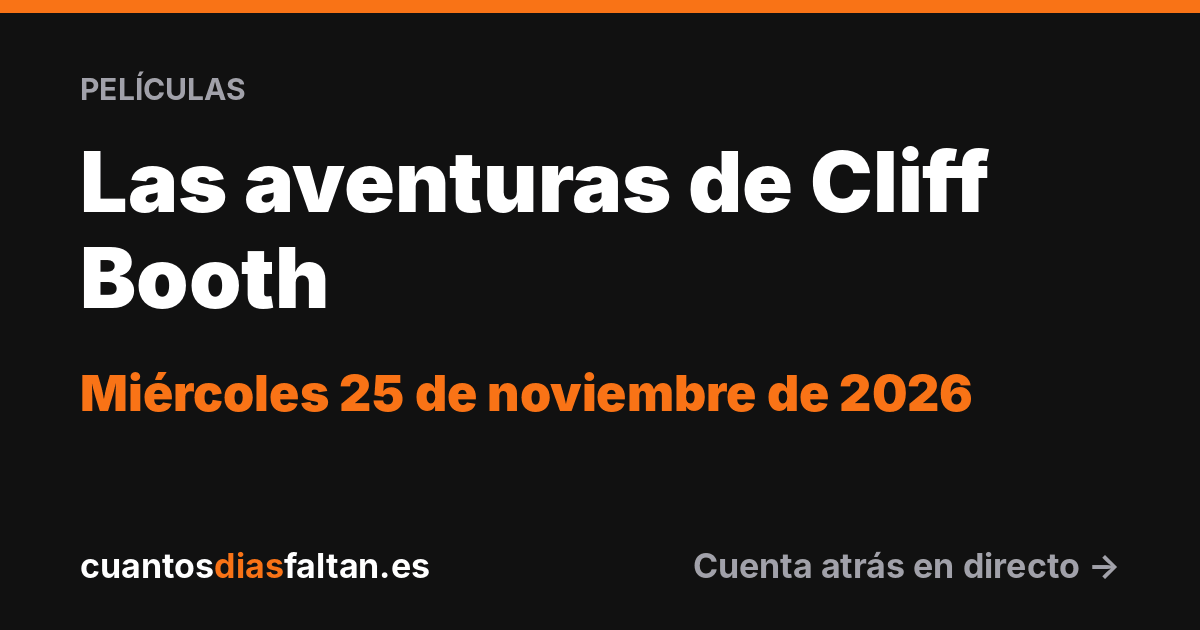 PELÍCULAS
Las aventuras de Cliff
Booth
Miércoles 25 de noviembre de 2026
cuantosdiasfaltan.es
Cuenta atrás en directo →